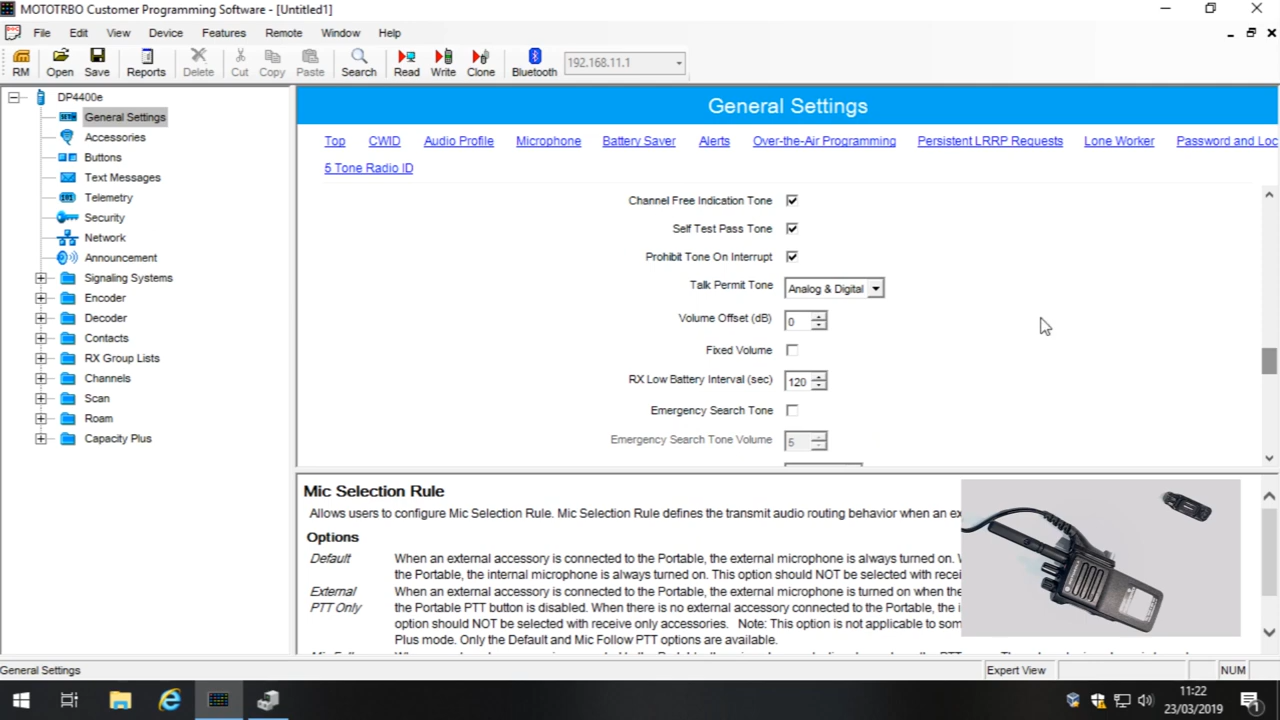 MOTOTRBO Customer Programming Software - [Untitled1]
File Edit View Device Features Remote Window Help
RM Open Save Reports Delete Cut Copy Paste Search Read Write Clone Bluetooth 192.168.11.1
DP4400e
General Settings
Accessories
Buttons
Text Messages
Telemetry
Security
Network
Announcement
Signaling Systems
Encoder
Decoder
Contacts
RX Group Lists
Channels
Scan
Roam
Capacity Plus
General Settings
Top CWID Audio Profile Microphone Battery Saver Alerts Over-the-Air Programming Persistent LRRP Requests Lone Worker Password and Loc
5 Tone Radio ID
Channel Free Indication Tone
Self Test Pass Tone
Prohibit Tone On Interrupt
Talk Permit Tone Analog & Digital
Volume Offset (dB) 0
Fixed Volume
RX Low Battery Interval (sec) 120
Emergency Search Tone
Emergency Search Tone Volume 5
Mic Selection Rule
Allows users to configure Mic Selection Rule. Mic Selection Rule defines the transmit audio routing behavior when an ex
Options
Default When an external accessory is connected to the Portable, the external microphone is always turned on.
the Portable, the internal microphone is always turned on. This option should NOT be selected with recei
External When an external accessory is connected to the Portable, the external microphone is turned on when the
PTT Only the Portable PTT button is disabled. When there is no external accessory connected to the Portable, the i
option should NOT be selected with receive only accessories. Note: This option is not applicable to som
Plus mode. Only the Default and Mic Follow PTT options are available.
General Settings Expert View NUM
11:22
23/03/2019
1